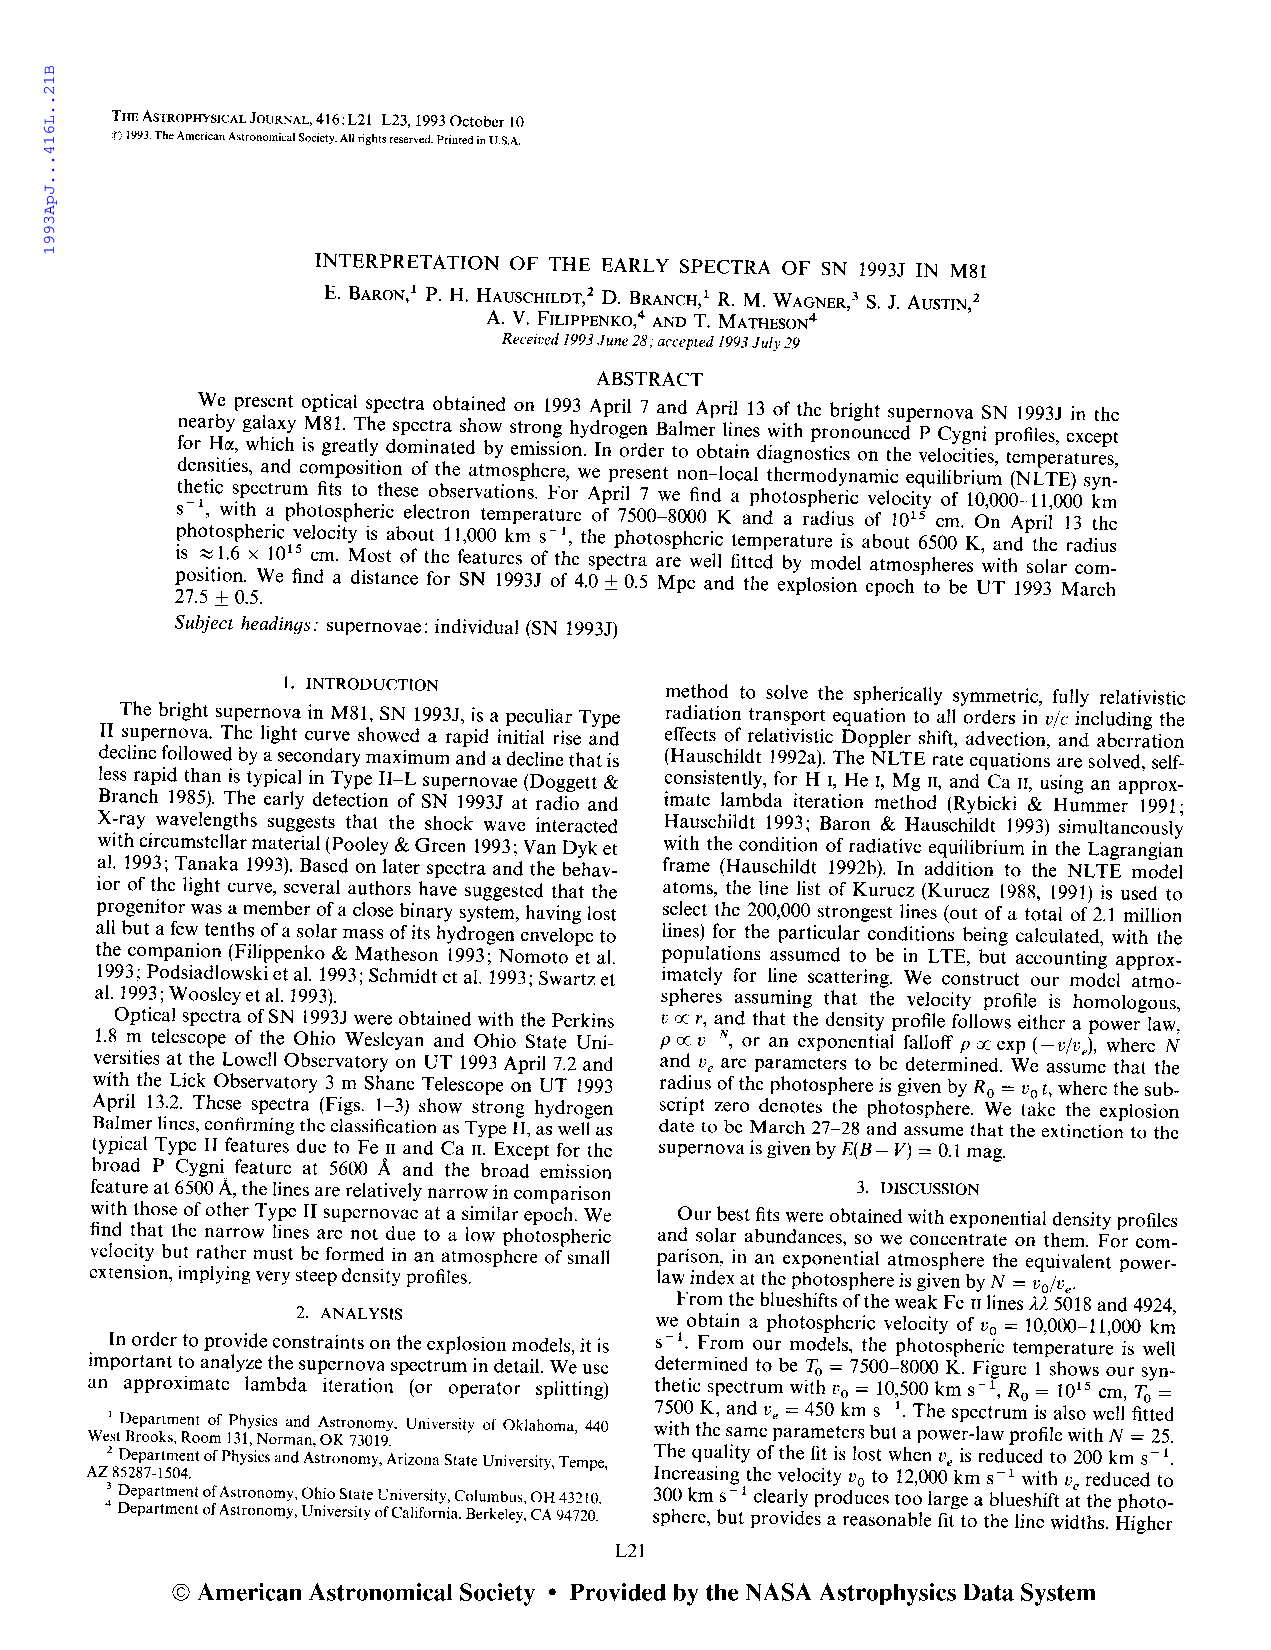 1993ApJ...416L..21B
THE ASTROPHYSICAL JOURNAL, 416:L21–L23, 1993 October 10
© 1993. The American Astronomical Society. All rights reserved. Printed in U.S.A.
INTERPRETATION OF THE EARLY SPECTRA OF SN 1993J IN M81
E. BARON,¹ P. H. HAUSCHILDT,² D. BRANCH,¹ R. M. WAGNER,³ S. J. AUSTIN,²
A. V. FILIPPENKO,⁴ AND T. MATHESON⁴
Received 1993 June 28; accepted 1993 July 29
ABSTRACT
We present optical spectra obtained on 1993 April 7 and April 13 of the bright supernova SN 1993J in the
nearby galaxy M81. The spectra show strong hydrogen Balmer lines with pronounced P Cygni profiles, except
for Hα, which is greatly dominated by emission. In order to obtain diagnostics on the velocities, temperatures,
densities, and composition of the atmosphere, we present non-local thermodynamic equilibrium (NLTE) syn-
thetic spectrum fits to these observations. For April 7 we find a photospheric velocity of 10,000–11,000 km
s⁻¹, with a photospheric electron temperature of 7500–8000 K and a radius of 10¹⁵ cm. On April 13 the
photospheric velocity is about 11,000 km s⁻¹, the photospheric temperature is about 6500 K, and the radius
is ≈1.6 × 10¹⁵ cm. Most of the features of the spectra are well fitted by model atmospheres with solar com-
position. We find a distance for SN 1993J of 4.0 ± 0.5 Mpc and the explosion epoch to be UT 1993 March
27.5 ± 0.5.
Subject headings: supernovae: individual (SN 1993J)
1. INTRODUCTION
The bright supernova in M81, SN 1993J, is a peculiar Type
II supernova. The light curve showed a rapid initial rise and
decline followed by a secondary maximum and a decline that is
less rapid than is typical in Type II–L supernovae (Doggett &
Branch 1985). The early detection of SN 1993J at radio and
X-ray wavelengths suggests that the shock wave interacted
with circumstellar material (Pooley & Green 1993; Van Dyk et
al. 1993; Tanaka 1993). Based on later spectra and the behav-
ior of the light curve, several authors have suggested that the
progenitor was a member of a close binary system, having lost
all but a few tenths of a solar mass of its hydrogen envelope to
the companion (Filippenko & Matheson 1993; Nomoto et al.
1993; Podsiadlowski et al. 1993; Schmidt et al. 1993; Swartz et
al. 1993; Woosley et al. 1993).
Optical spectra of SN 1993J were obtained with the Perkins
1.8 m telescope of the Ohio Wesleyan and Ohio State Uni-
versities at the Lowell Observatory on UT 1993 April 7.2 and
with the Lick Observatory 3 m Shane Telescope on UT 1993
April 13.2. These spectra (Figs. 1–3) show strong hydrogen
Balmer lines, confirming the classification as Type II, as well as
typical Type II features due to Fe II and Ca II. Except for the
broad P Cygni feature at 5600 Å and the broad emission
feature at 6500 Å, the lines are relatively narrow in comparison
with those of other Type II supernovae at a similar epoch. We
find that the narrow lines are not due to a low photospheric
velocity but rather must be formed in an atmosphere of small
extension, implying very steep density profiles.
2. ANALYSIS
In order to provide constraints on the explosion models, it is
important to analyze the supernova spectrum in detail. We use
an approximate lambda iteration (or operator splitting)
¹ Department of Physics and Astronomy, University of Oklahoma, 440
West Brooks, Room 131, Norman, OK 73019.
² Department of Physics and Astronomy, Arizona State University, Tempe,
AZ 85287-1504.
³ Department of Astronomy, Ohio State University, Columbus, OH 43210.
⁴ Department of Astronomy, University of California, Berkeley, CA 94720.
method to solve the spherically symmetric, fully relativistic
radiation transport equation to all orders in v/c including the
effects of relativistic Doppler shift, advection, and aberration
(Hauschildt 1992a). The NLTE rate equations are solved, self-
consistently, for H I, He I, Mg II, and Ca II, using an approx-
imate lambda iteration method (Rybicki & Hummer 1991;
Hauschildt 1993; Baron & Hauschildt 1993) simultaneously
with the condition of radiative equilibrium in the Lagrangian
frame (Hauschildt 1992b). In addition to the NLTE model
atoms, the line list of Kurucz (Kurucz 1988, 1991) is used to
select the 200,000 strongest lines (out of a total of 2.1 million
lines) for the particular conditions being calculated, with the
populations assumed to be in LTE, but accounting approx-
imately for line scattering. We construct our model atmo-
spheres assuming that the velocity profile is homologous,
v ∝ r, and that the density profile follows either a power law,
ρ ∝ v⁻ᴺ, or an exponential falloff ρ ∝ exp (−v/vₑ), where N
and vₑ are parameters to be determined. We assume that the
radius of the photosphere is given by R₀ = v₀t, where the sub-
script zero denotes the photosphere. We take the explosion
date to be March 27–28 and assume that the extinction to the
supernova is given by E(B − V) = 0.1 mag.
3. DISCUSSION
Our best fits were obtained with exponential density profiles
and solar abundances, so we concentrate on them. For com-
parison, in an exponential atmosphere the equivalent power-
law index at the photosphere is given by N = v₀/vₑ.
From the blueshifts of the weak Fe II lines λλ 5018 and 4924,
we obtain a photospheric velocity of v₀ = 10,000–11,000 km
s⁻¹. From our models, the photospheric temperature is well
determined to be T₀ = 7500–8000 K. Figure 1 shows our syn-
thetic spectrum with v₀ = 10,500 km s⁻¹, R₀ = 10¹⁵ cm, T₀ =
7500 K, and vₑ = 450 km s⁻¹. The spectrum is also well fitted
with the same parameters but a power-law profile with N = 25.
The quality of the fit is lost when vₑ is reduced to 200 km s⁻¹.
Increasing the velocity v₀ to 12,000 km s⁻¹ with vₑ reduced to
300 km s⁻¹ clearly produces too large a blueshift at the photo-
sphere, but provides a reasonable fit to the line widths. Higher
L21
© American Astronomical Society • Provided by the NASA Astrophysics Data System